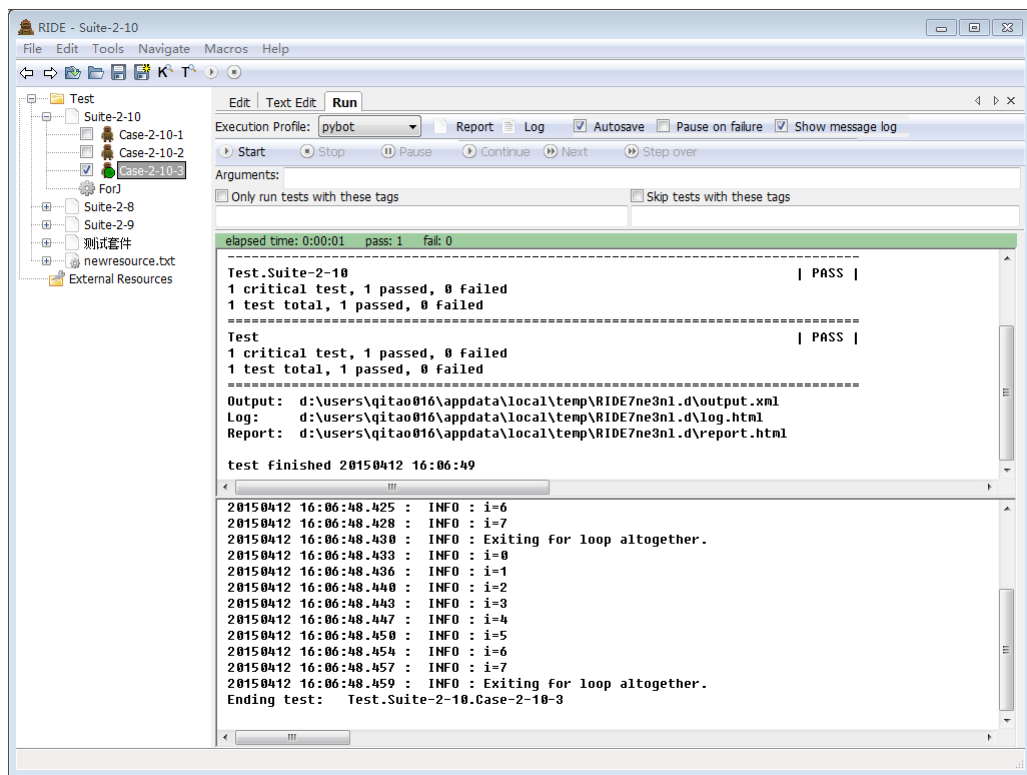 RIDE - Suite-2-10
File Edit Tools Navigate Macros Help
Test
Suite-2-10
Case-2-10-1
Case-2-10-2
Case-2-10-3
ForJ
Suite-2-8
Suite-2-9
测试套件
newresource.txt
External Resources
Edit Text Edit Run
Execution Profile: pybot Report Log Autosave Pause on failure Show message log
Start Stop Pause Continue Next Step over
Arguments:
Only run tests with these tags Skip tests with these tags
elapsed time: 0:00:01 pass: 1 fail: 0
------------------------------------------------------------------------------
Test.Suite-2-10 | PASS |
1 critical test, 1 passed, 0 failed
1 test total, 1 passed, 0 failed
==============================================================================
Test | PASS |
1 critical test, 1 passed, 0 failed
1 test total, 1 passed, 0 failed
==============================================================================
Output: d:\users\qitao016\appdata\local\temp\RIDE7ne3nl.d\output.xml
Log: d:\users\qitao016\appdata\local\temp\RIDE7ne3nl.d\log.html
Report: d:\users\qitao016\appdata\local\temp\RIDE7ne3nl.d\report.html
test finished 20150412 16:06:49
20150412 16:06:48.425 : INFO : i=6
20150412 16:06:48.428 : INFO : i=7
20150412 16:06:48.430 : INFO : Exiting for loop altogether.
20150412 16:06:48.433 : INFO : i=0
20150412 16:06:48.436 : INFO : i=1
20150412 16:06:48.440 : INFO : i=2
20150412 16:06:48.443 : INFO : i=3
20150412 16:06:48.447 : INFO : i=4
20150412 16:06:48.450 : INFO : i=5
20150412 16:06:48.454 : INFO : i=6
20150412 16:06:48.457 : INFO : i=7
20150412 16:06:48.459 : INFO : Exiting for loop altogether.
Ending test: Test.Suite-2-10.Case-2-10-3